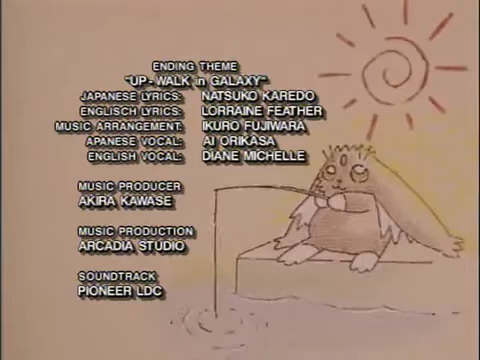 ENDING THEME
"UP-WALK in GALAXY"
JAPANESE LYRICS: NATSUKO KAREDO
ENGLISCH LYRICS: LORRAINE FEATHER
MUSIC ARRANGEMENT: IKURO FUJIWARA
APANESE VOCAL: AI ORIKASA
ENGLISH VOCAL: DIANE MICHELLE
MUSIC PRODUCER
AKIRA KAWASE
MUSIC PRODUCTION
ARCADIA STUDIO
SOUNDTRACK
PIONEER LDC